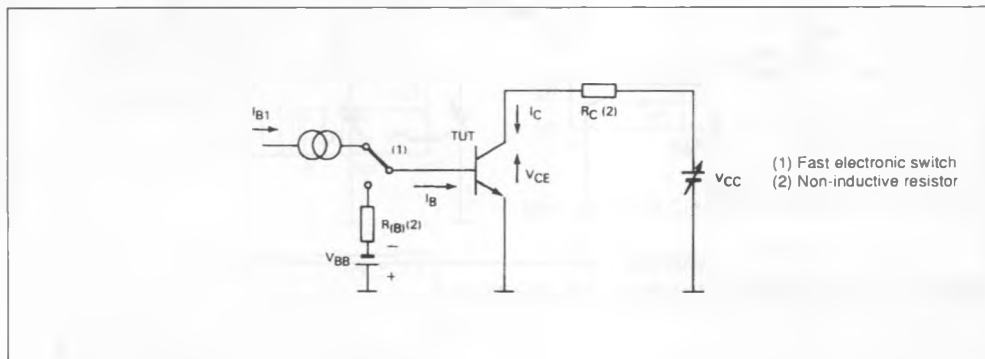 I_B1
(1)
I_B
R_(B) (2)
V_BB
−
+
TUT
I_C
V_CE
R_C (2)
V_CC
(1) Fast electronic switch
(2) Non-inductive resistor